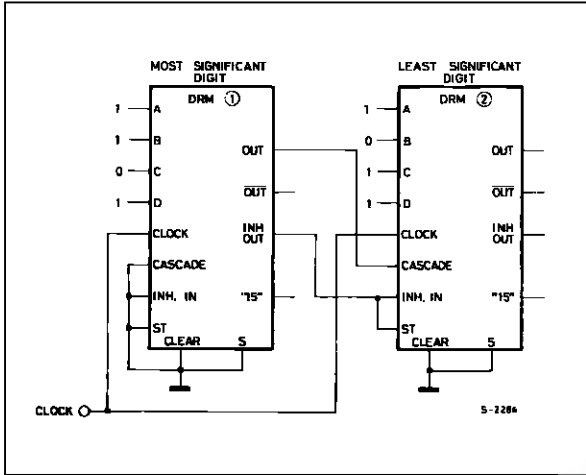 MOST SIGNIFICANT
DIGIT
DRM ①
1 A
1 B
0 C
1 D
CLOCK
CASCADE
INH. IN
ST
CLEAR S
OUT
OUT
INH
OUT
"15"
LEAST SIGNIFICANT
DIGIT
DRM ②
1 A
0 B
1 C
1 D
CLOCK
CASCADE
INH. IN
ST
CLEAR S
OUT
OUT
INH
OUT
"15"
CLOCK
S-2286